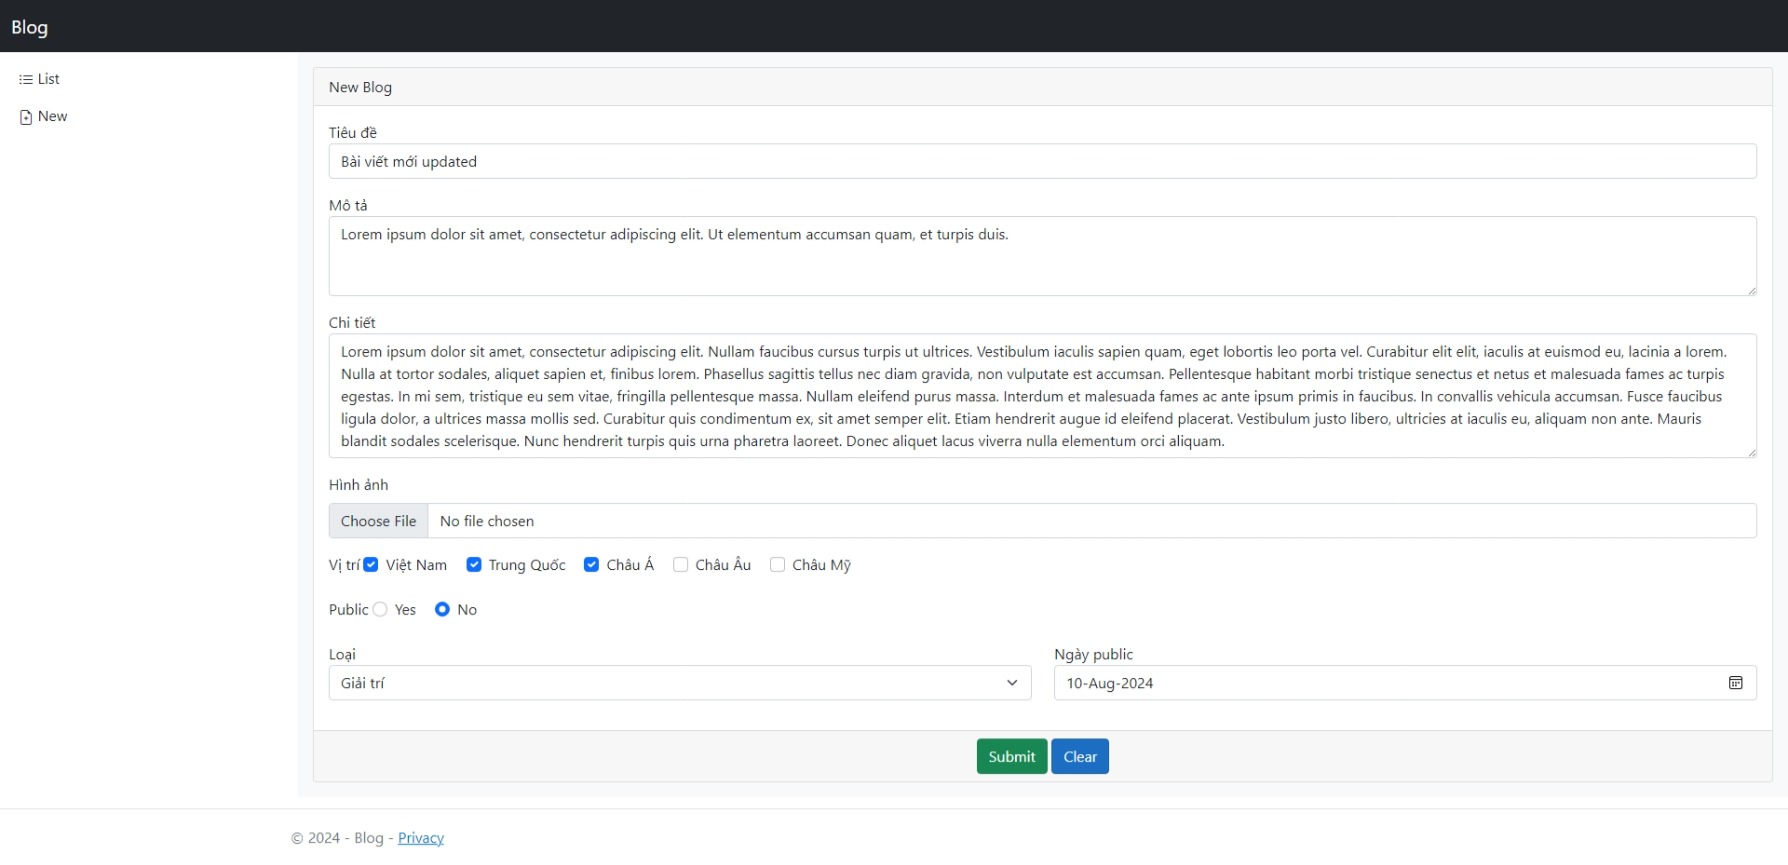 Blog
List
New
New Blog
Tiêu đề
Bài viết mới updated
Mô tả
Lorem ipsum dolor sit amet, consectetur adipiscing elit. Ut elementum accumsan quam, et turpis duis.
Chi tiết
Lorem ipsum dolor sit amet, consectetur adipiscing elit. Nullam faucibus cursus turpis ut ultrices. Vestibulum iaculis sapien quam, eget lobortis leo porta vel. Curabitur elit elit, iaculis at euismod eu, lacinia a lorem.
Nulla at tortor sodales, aliquet sapien et, finibus lorem. Phasellus sagittis tellus nec diam gravida, non vulputate est accumsan. Pellentesque habitant morbi tristique senectus et netus et malesuada fames ac turpis
egestas. In mi sem, tristique eu sem vitae, fringilla pellentesque massa. Nullam eleifend purus massa. Interdum et malesuada fames ac ante ipsum primis in faucibus. In convallis vehicula accumsan. Fusce faucibus
ligula dolor, a ultrices massa mollis sed. Curabitur quis condimentum ex, sit amet semper elit. Etiam hendrerit augue id eleifend placerat. Vestibulum justo libero, ultricies at iaculis eu, aliquam non ante. Mauris
blandit sodales scelerisque. Nunc hendrerit turpis quis urna pharetra laoreet. Donec aliquet lacus viverra nulla elementum orci aliquam.
Hình ảnh
Choose File No file chosen
Vị trí Việt Nam Trung Quốc Châu Á Châu Âu Châu Mỹ
Public Yes No
Loại Ngày public
Giải trí 10-Aug-2024
Submit Clear
© 2024 - Blog - Privacy